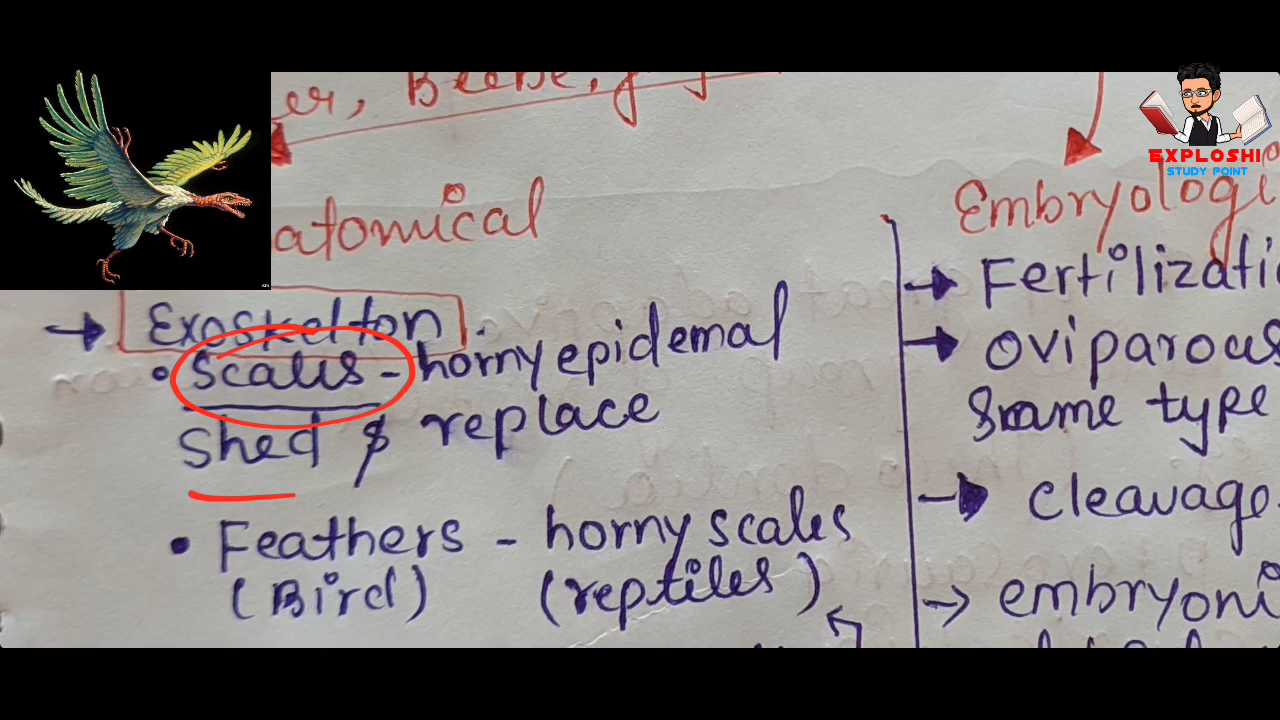 er, Beebe,
atomical
Exoskelton
• Scales - horny epidemal
Shed & replace
• Feathers - horny scales
(Bird) (reptiles)
Embryologi
→ Fertilizati
→ oviparous
same type
→ cleavage
→ embryoni
EXPLOSHI
STUDY POINT